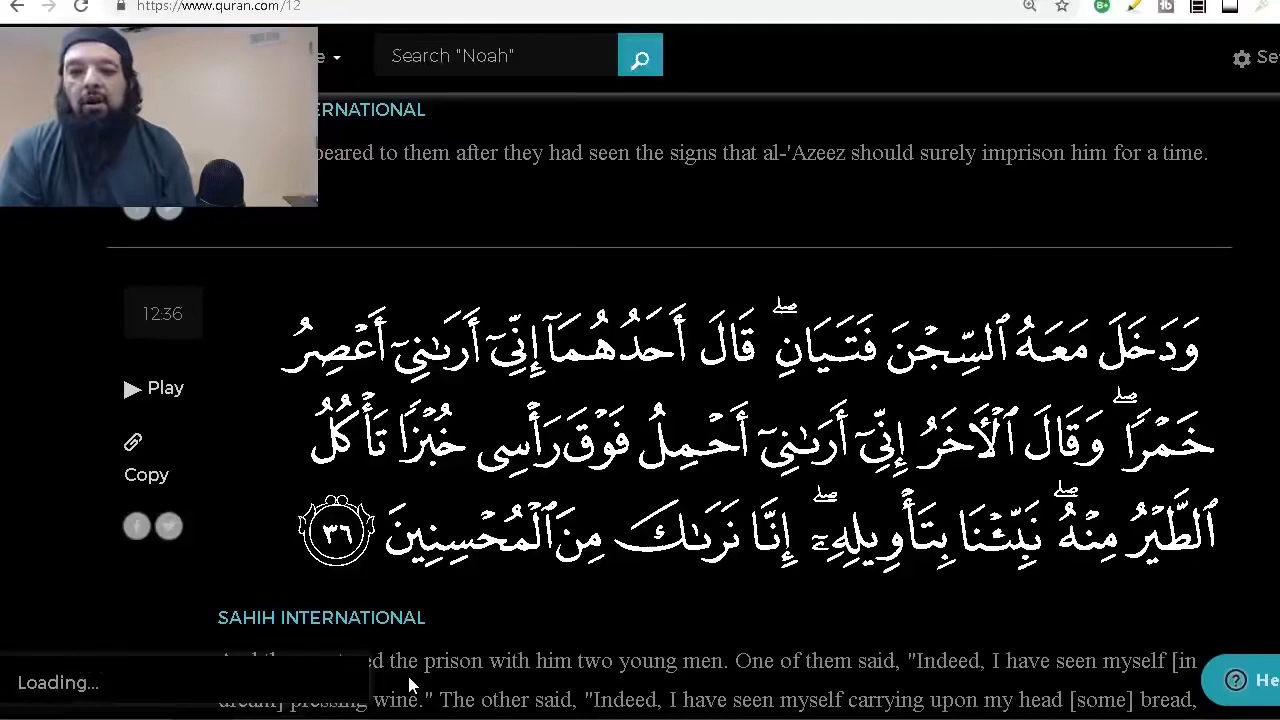 https://www.quran.com/12
Search "Noah"
ERNATIONAL
peared to them after they had seen the signs that al-'Azeez should surely imprison him for a time.
12:36
وَدَخَلَ مَعَهُ ٱلسِّجْنَ فَتَيَانِ ۖ قَالَ أَحَدُهُمَآ إِنِّىٓ أَرَىٰنِىٓ أَعْصِرُ
Play
خَمْرًا ۖ وَقَالَ ٱلْـَٔاخَرُ إِنِّىٓ أَرَىٰنِىٓ أَحْمِلُ فَوْقَ رَأْسِى خُبْزًا تَأْكُلُ
Copy
ٱلطَّيْرُ مِنْهُ ۖ نَبِّئْنَا بِتَأْوِيلِهِۦٓ ۖ إِنَّا نَرَىٰكَ مِنَ ٱلْمُحْسِنِينَ ٣٦
SAHIH INTERNATIONAL
the prison with him two young men. One of them said, "Indeed, I have seen myself [in
Loading...
wine." The other said, "Indeed, I have seen myself carrying upon my head [some] bread,